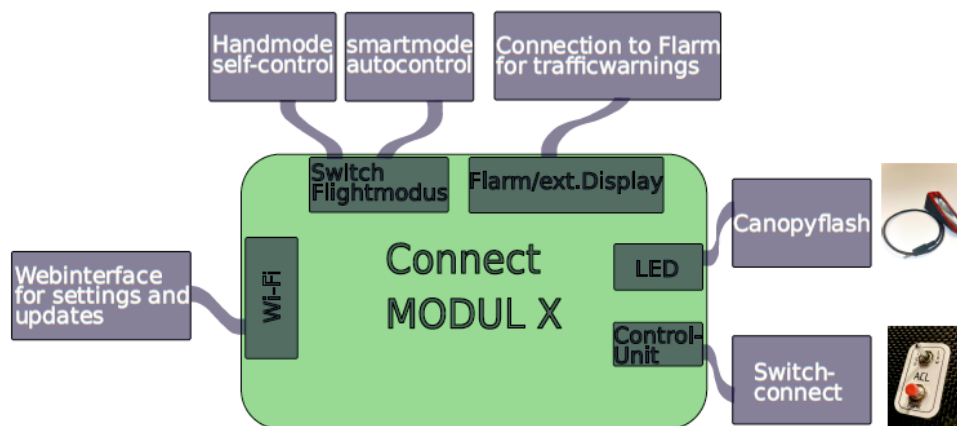 Handmode
self-control
smartmode
autocontrol
Connection to Flarm
for trafficwarnings
Switch
Flightmodus
Flarm/ext.Display
Canopyflash
LED
Connect
MODUL X
Wi-Fi
Webinterface
for settings and
updates
Control-
Unit
Switch-
connect
ACL